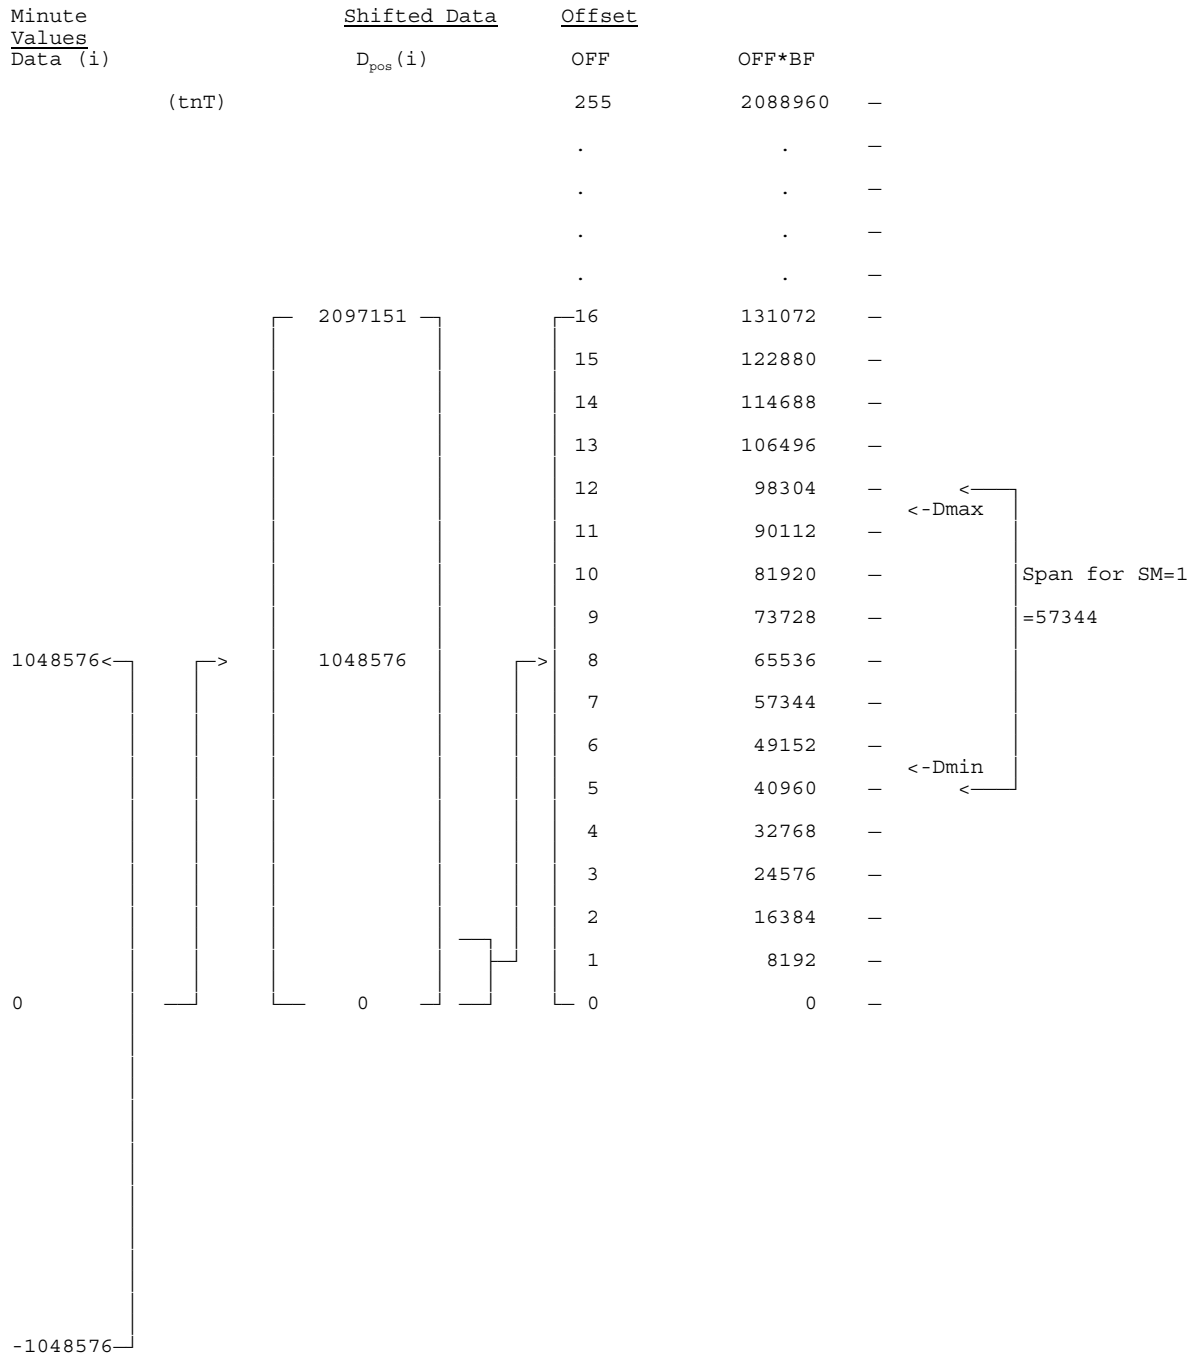 Minute Shifted Data Offset
Values
Data (i) Dpos(i) OFF OFF*BF
(tnT) 255 2088960 —
. . —
. . —
. . —
. . —
2097151 16 131072 —
15 122880 —
14 114688 —
13 106496 —
12 98304 — <
<-Dmax
11 90112 —
10 81920 — Span for SM=1
9 73728 — =57344
1048576< > 1048576 > 8 65536 —
7 57344 —
6 49152 —
<-Dmin
5 40960 — <
4 32768 —
3 24576 —
2 16384 —
1 8192 —
0 0 0 0 —
-1048576